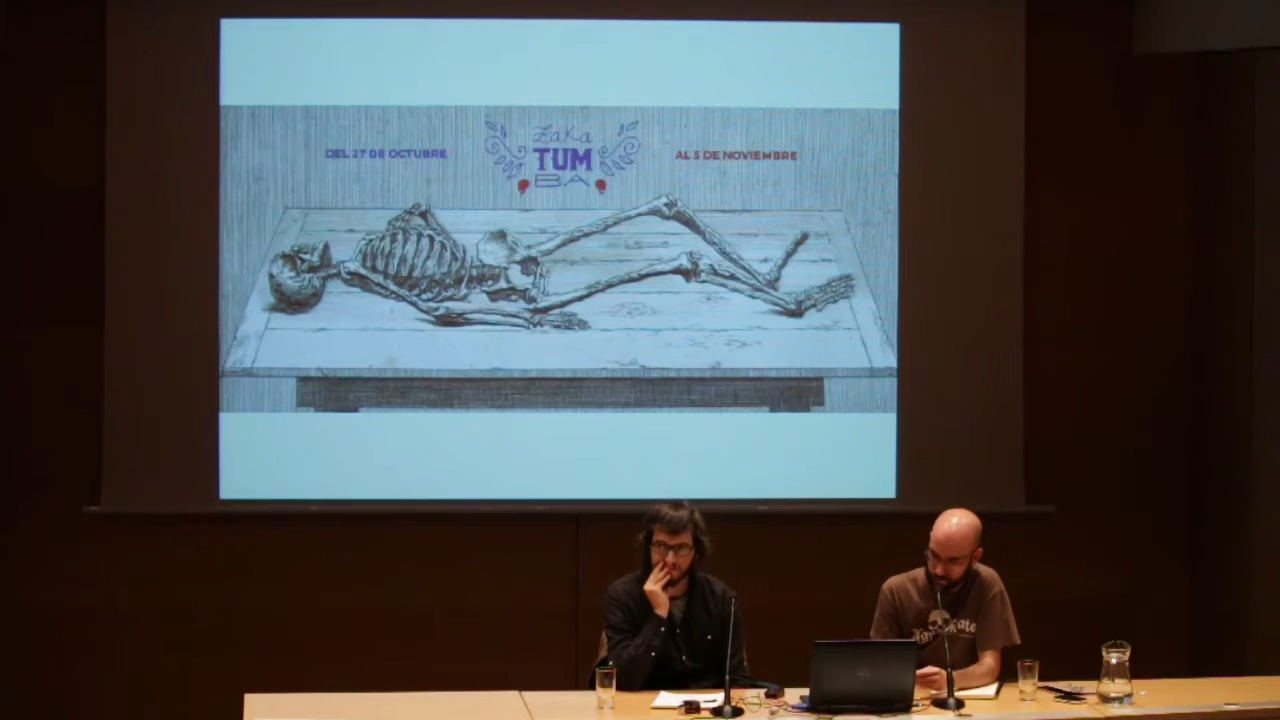 DEL 27 DE OCTUBRE
Zaka
TUM
BA
AL 5 DE NOVIEMBRE